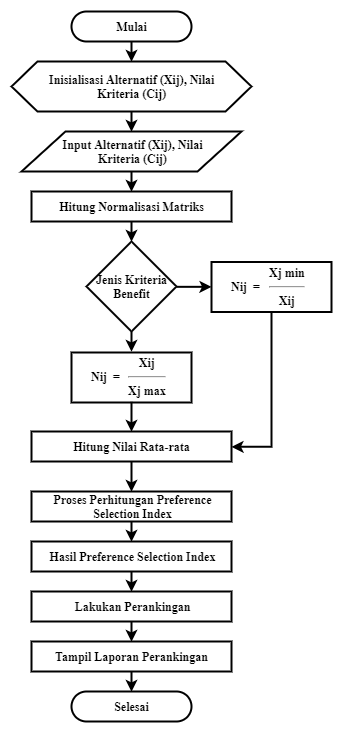 Mulai
Inisialisasi Alternatif (Xij), Nilai
Kriteria (Cij)
Input Alternatif (Xij), Nilai
Kriteria (Cij)
Hitung Normalisasi Matriks
Jenis Kriteria
Benefit
Nij = Xj min
Xij
Nij = Xij
Xj max
Hitung Nilai Rata-rata
Proses Perhitungan Preference
Selection Index
Hasil Preference Selection Index
Lakukan Perankingan
Tampil Laporan Perankingan
Selesai